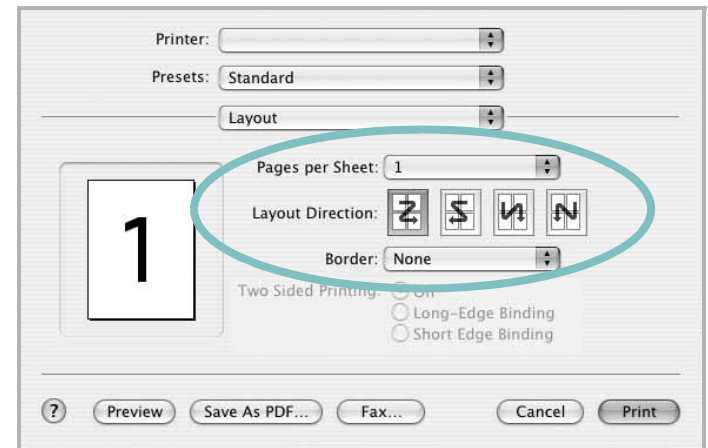 Printer:
Presets: Standard
Layout
Pages per Sheet: 1
Layout Direction:
1
Border: None
Two Sided Printing:
Long-Edge Binding
Short Edge Binding
? Preview Save As PDF... Fax... Cancel Print